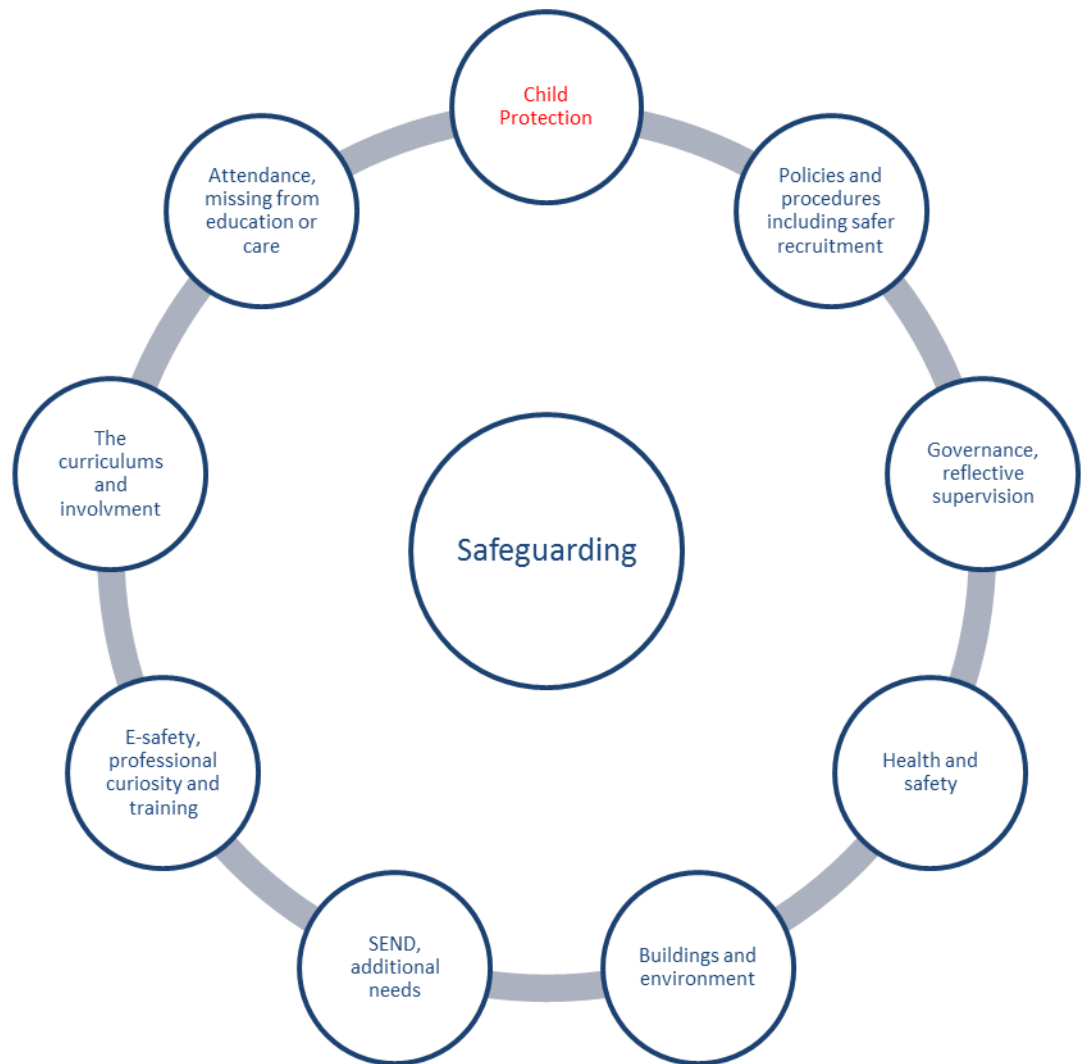 Child
Protection
Policies and
procedures
including safer
recruitment
Governance,
reflective
supervision
Health and
safety
Buildings and
environment
SEND,
additional
needs
E-safety,
professional
curiosity and
training
The
curriculums
and
involvment
Attendance,
missing from
education or
care
Safeguarding